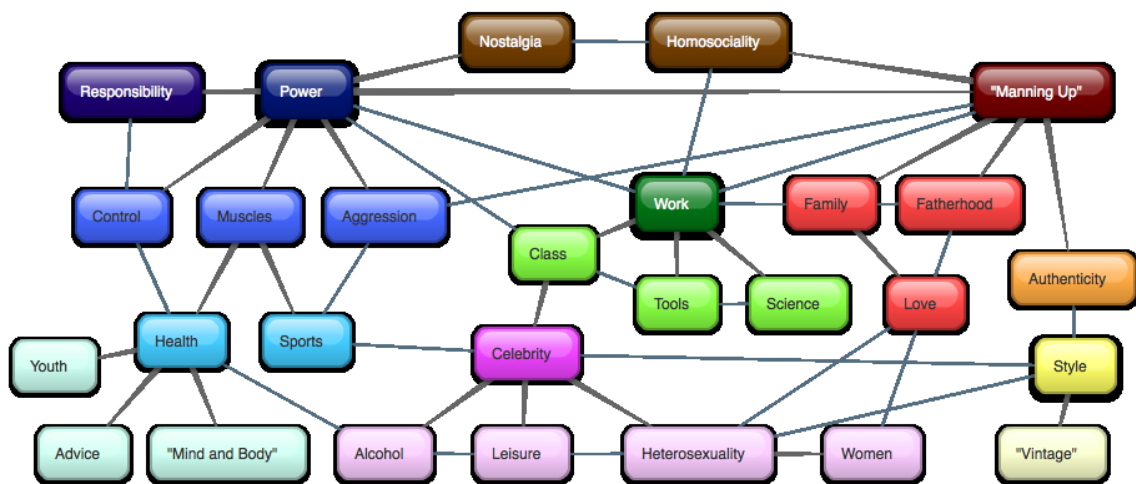 Nostalgia
Homosociality
Responsibility
Power
"Manning Up"
Control
Muscles
Aggression
Work
Family
Fatherhood
Class
Authenticity
Tools
Science
Love
Health
Sports
Celebrity
Youth
Style
Advice
"Mind and Body"
Alcohol
Leisure
Heterosexuality
Women
"Vintage"